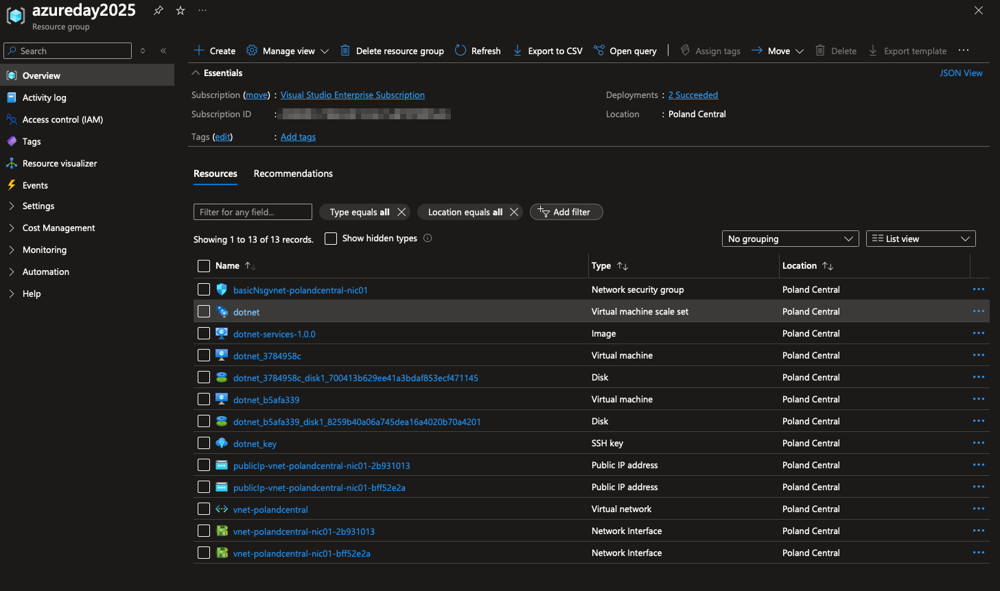 azureday2025
Resource group
Search
Overview
Activity log
Access control (IAM)
Tags
Resource visualizer
Events
Settings
Cost Management
Monitoring
Automation
Help
Create Manage view Delete resource group Refresh Export to CSV Open query Assign tags Move Delete Export template
Essentials JSON View
Subscription (move) : Visual Studio Enterprise Subscription Deployments : 2 Succeeded
Subscription ID : Location : Poland Central
Tags (edit) : Add tags
Resources Recommendations
Filter for any field... Type equals all Location equals all Add filter
Showing 1 to 13 of 13 records. Show hidden types No grouping List view
Name Type Location
basicNsgvnet-polandcentral-nic01 Network security group Poland Central
dotnet Virtual machine scale set Poland Central
dotnet-services-1.0.0 Image Poland Central
dotnet_3784958c Virtual machine Poland Central
dotnet_3784958c_disk1_700413b629ee41a3bdaf853ecf471145 Disk Poland Central
dotnet_b5afa339 Virtual machine Poland Central
dotnet_b5afa339_disk1_8259b40a06a745dea16a4020b70a4201 Disk Poland Central
dotnet_key SSH key Poland Central
publicIp-vnet-polandcentral-nic01-2b931013 Public IP address Poland Central
publicIp-vnet-polandcentral-nic01-bff52e2a Public IP address Poland Central
vnet-polandcentral Virtual network Poland Central
vnet-polandcentral-nic01-2b931013 Network Interface Poland Central
vnet-polandcentral-nic01-bff52e2a Network Interface Poland Central